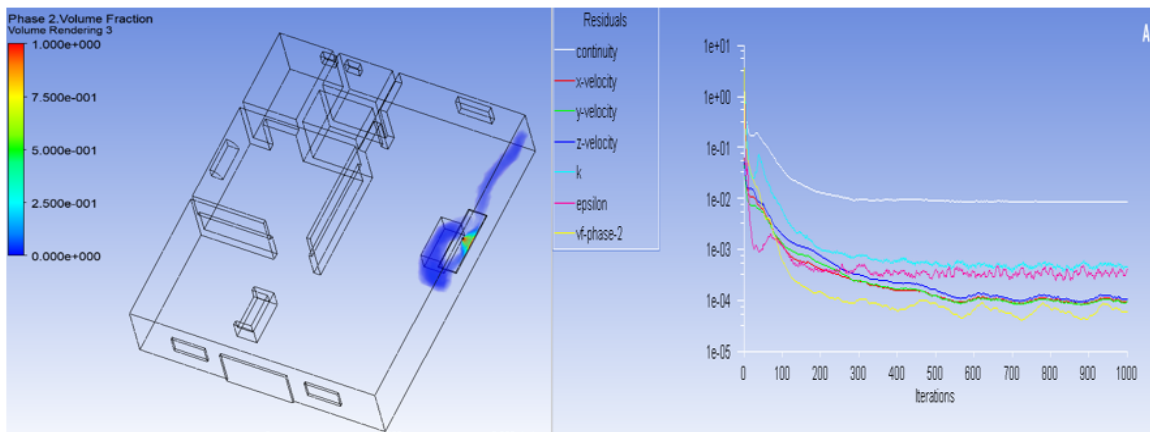 Phase 2.Volume Fraction
Volume Rendering 3
1.000e+000
7.500e-001
5.000e-001
2.500e-001
0.000e+000
Residuals
continuity
x-velocity
y-velocity
z-velocity
k
epsilon
vf-phase-2
A
1e+01
1e+00
1e-01
1e-02
1e-03
1e-04
1e-05
0 100 200 300 400 500 600 700 800 900 1000
Iterations